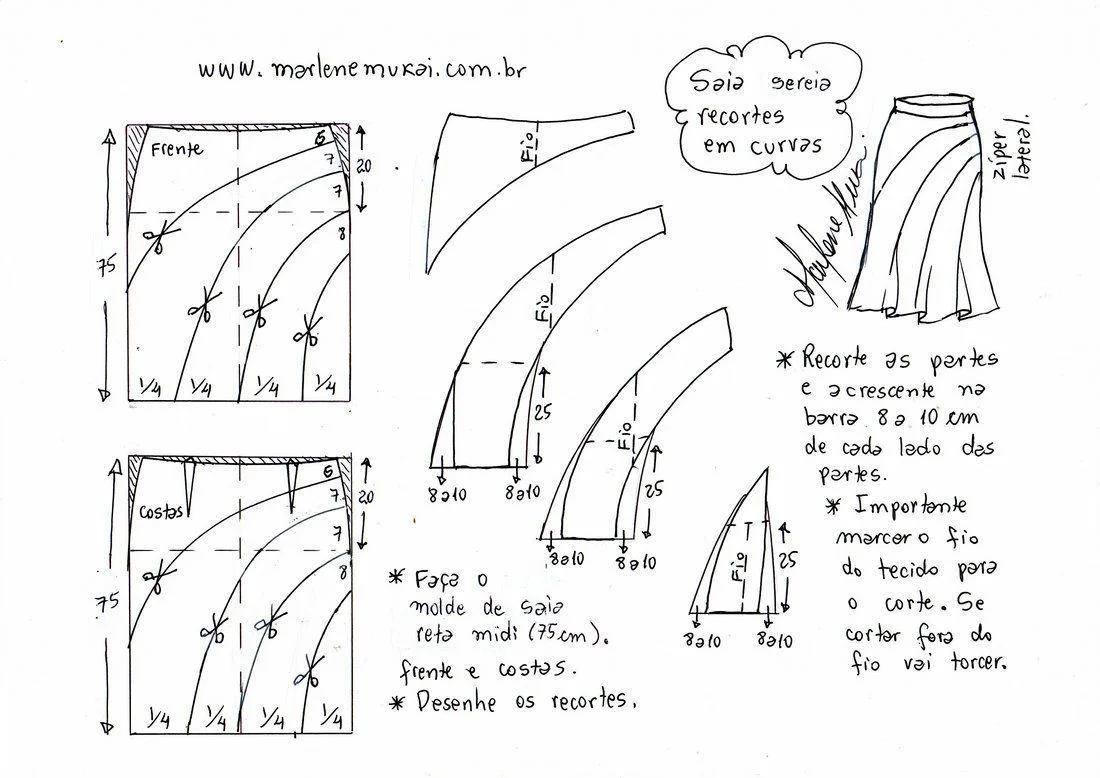 www.marlenemukai.com.br
Saia sereia
recortes
em curvas
zíper
lateral.
Marlene Mukai
Frente
6
7
7
8
20
75
1/4 1/4 1/4 1/4
costas
6
7
7
8
20
75
1/4 1/4 1/4 1/4
Fio
Fio
25
8 a 10 8 a 10
Fio
25
8 a 10 8 a 10
Fio
25
8 a 10 8 a 10
* Faça o
molde de saia
reta midi (75cm).
frente e costas.
* Desenhe os recortes.
* Recorte as partes
e acrescente na
barra 8 a 10 cm
de cada lado das
partes.
* Importante
marcar o fio
do tecido para
o corte. Se
cortar fora do
fio vai torcer.